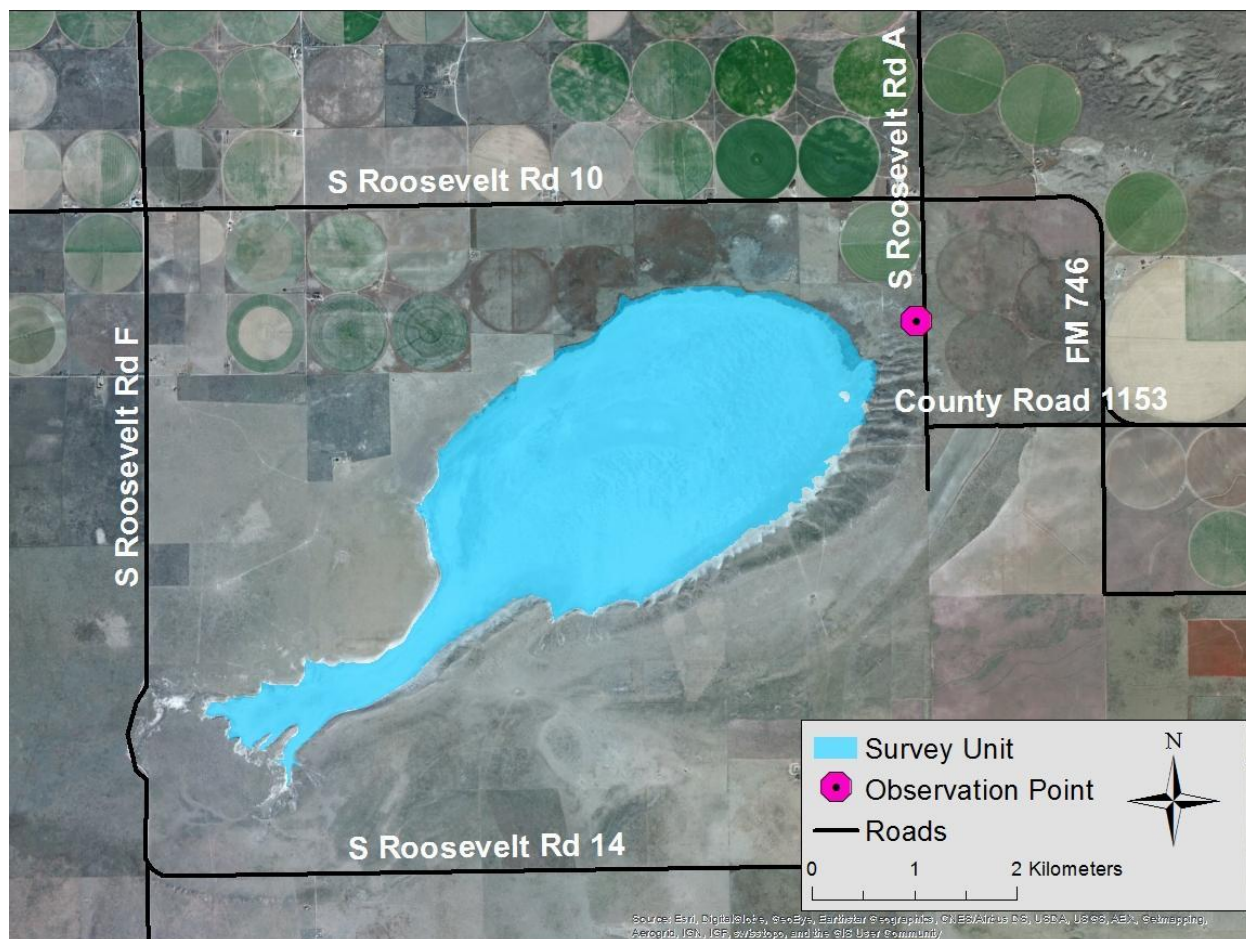 S Roosevelt Rd A
S Roosevelt Rd 10
FM 746
S Roosevelt Rd F
County Road 1153
S Roosevelt Rd 14
Survey Unit
Observation Point
Roads
N
0 1 2 Kilometers
Source: Esri, DigitalGlobe, GeoEye, Earthstar Geographics, CNES/Airbus DS, USDA, USGS, AEX, Getmapping,
Aerogrid, IGN, IGP, swisstopo, and the GIS User Community